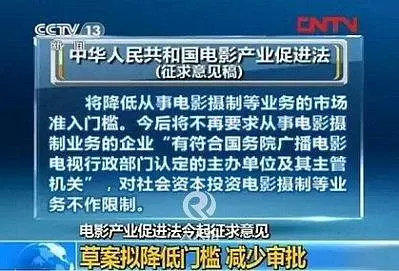 CCTV 13
新闻
CNTV
中华人民共和国电影产业促进法
(征求意见稿)
将降低从事电影摄制等业务的市场
准入门槛。今后将不再要求从事电影摄
制业务的企业“有符合国务院广播电影
电视行政部门认定的主办单位及其主管
机关”,对社会资本投资电影摄制等业
务不作限制。
R
电影产业促进法今起征求意见
草案拟降低门槛 减少审批